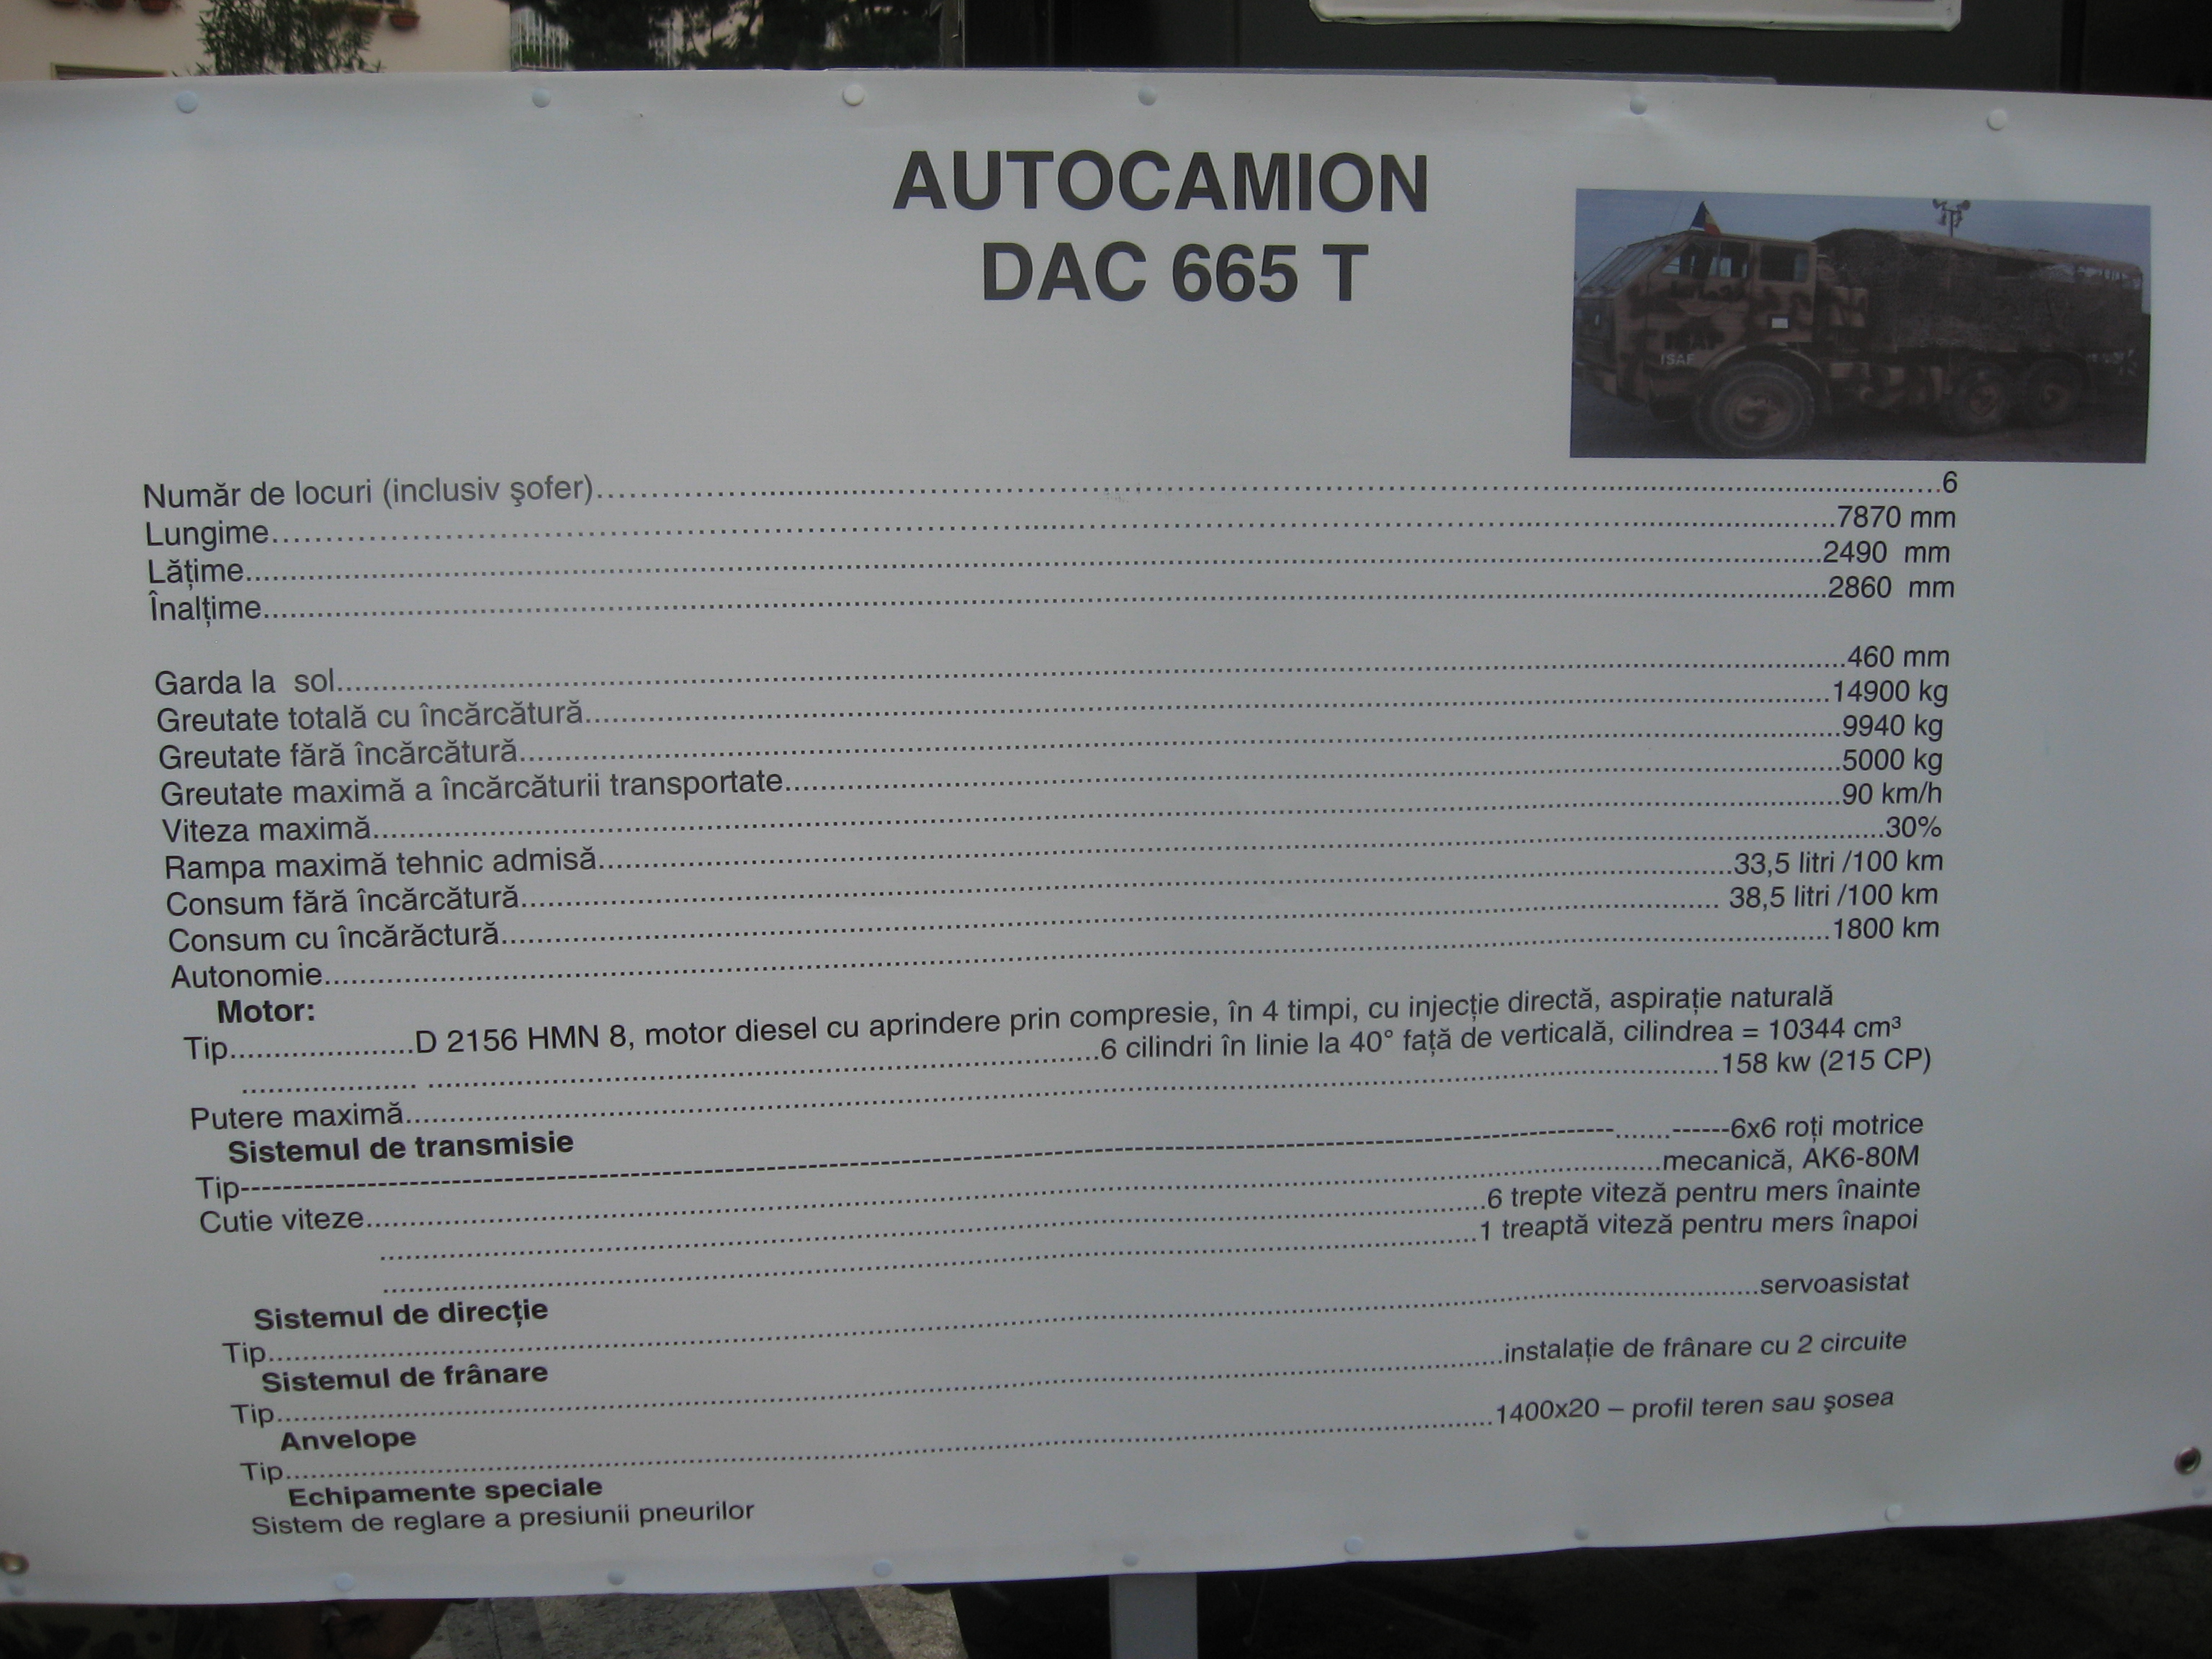 AUTOCAMION
DAC 665 T
ISAF
Număr de locuri (inclusiv şofer)........................................6
Lungime........................................7870 mm
Lăţime........................................2490 mm
Înalţime........................................2860 mm
Garda la sol........................................460 mm
Greutate totală cu încărcătură........................................14900 kg
Greutate fără încărcătură........................................9940 kg
Greutate maximă a încărcăturii transportate........................................5000 kg
Viteza maximă........................................90 km/h
Rampa maximă tehnic admisă........................................30%
Consum fără încărcătură........................................33,5 litri /100 km
Consum cu încărăctură........................................ 38,5 litri /100 km
Autonomie........................................1800 km
Motor:
Tip.....................D 2156 HMN 8, motor diesel cu aprindere prin compresie, în 4 timpi, cu injecţie directă, aspiraţie naturală
.................... ........................................6 cilindri în linie la 40° faţă de verticală, cilindrea = 10344 cm³
Putere maximă........................................158 kw (215 CP)
Sistemul de transmisie
Tip----------------------------------------.......------6x6 roţi motrice
Cutie viteze........................................mecanică, AK6-80M
........................................6 trepte viteză pentru mers înainte
........................................1 treaptă viteză pentru mers înapoi
Sistemul de direcţie
Tip........................................servoasistat
Sistemul de frânare
Tip........................................instalaţie de frânare cu 2 circuite
Anvelope
Tip........................................1400x20 – profil teren sau şosea
Echipamente speciale
Sistem de reglare a presiunii pneurilor